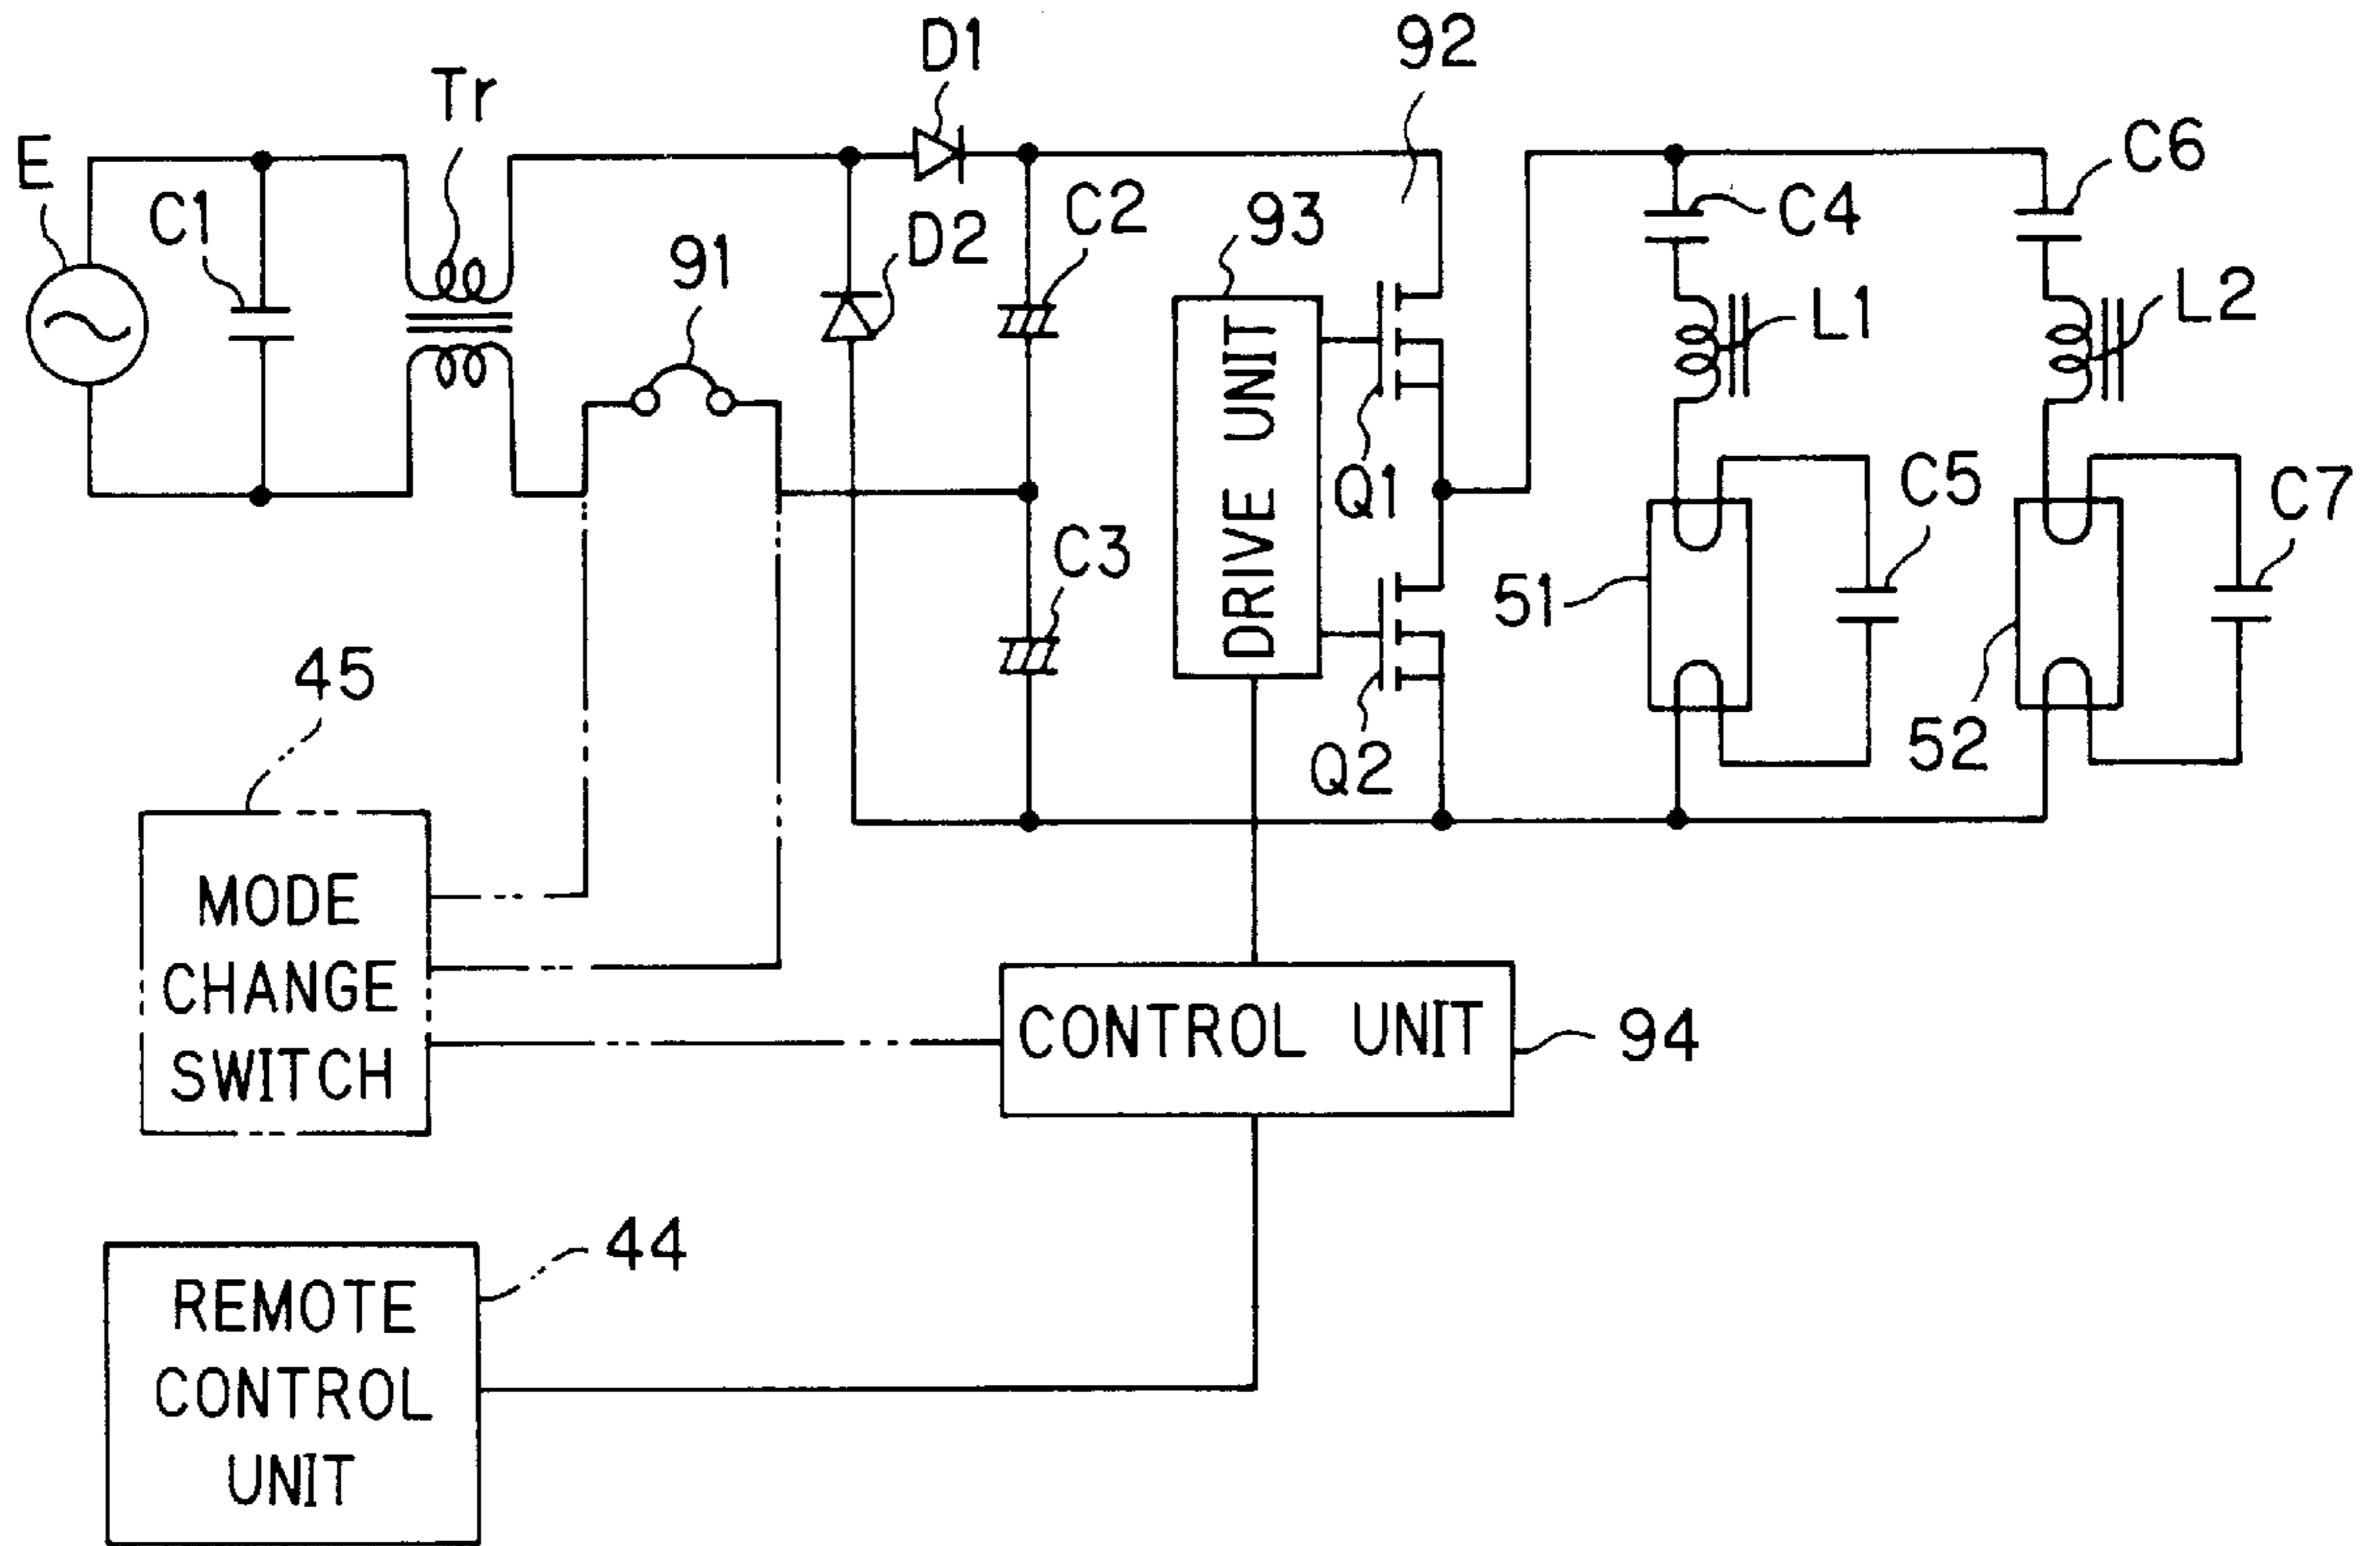 D1
92
Tr
E
C1
C6
C4
C2
93
D2
91
L1
L2
DRIVE UNIT
Q1
C5
C7
C3
51
45
Q2
52
MODE
CHANGE
SWITCH
CONTROL UNIT
94
44
REMOTE
CONTROL
UNIT